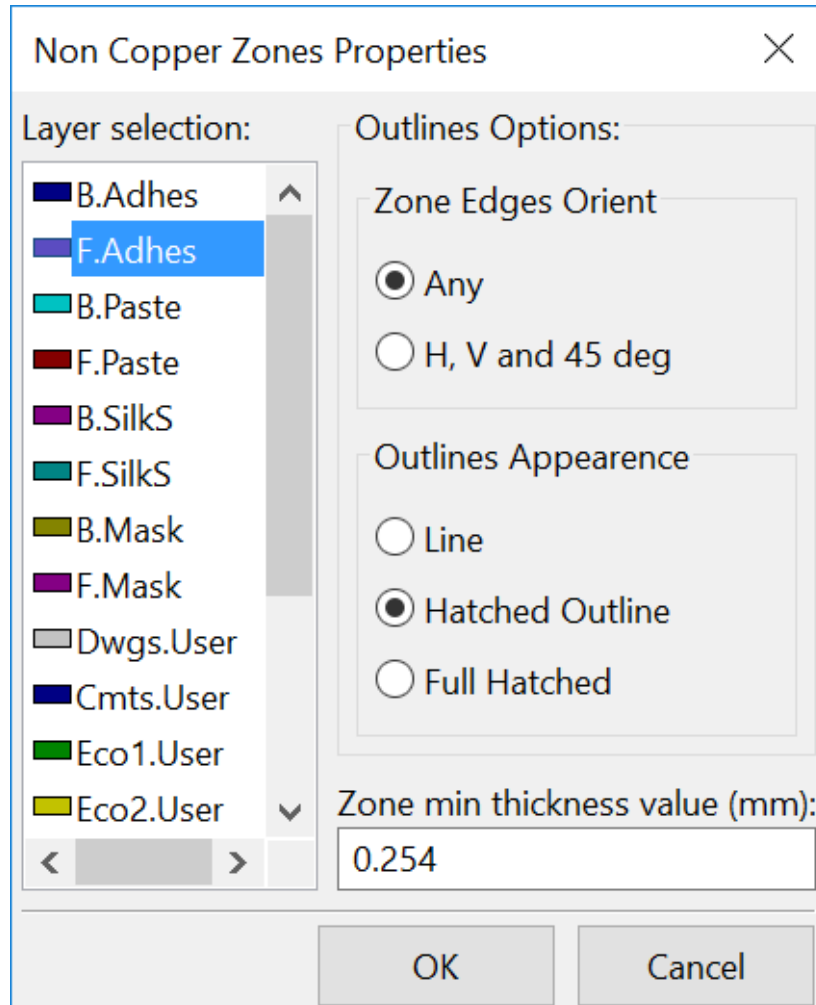 Non Copper Zones Properties
Layer selection:
B.Adhes
F.Adhes
B.Paste
F.Paste
B.SilkS
F.SilkS
B.Mask
F.Mask
Dwgs.User
Cmts.User
Eco1.User
Eco2.User
Outlines Options:
Zone Edges Orient
Any
H, V and 45 deg
Outlines Appearence
Line
Hatched Outline
Full Hatched
Zone min thickness value (mm):
0.254
OK
Cancel